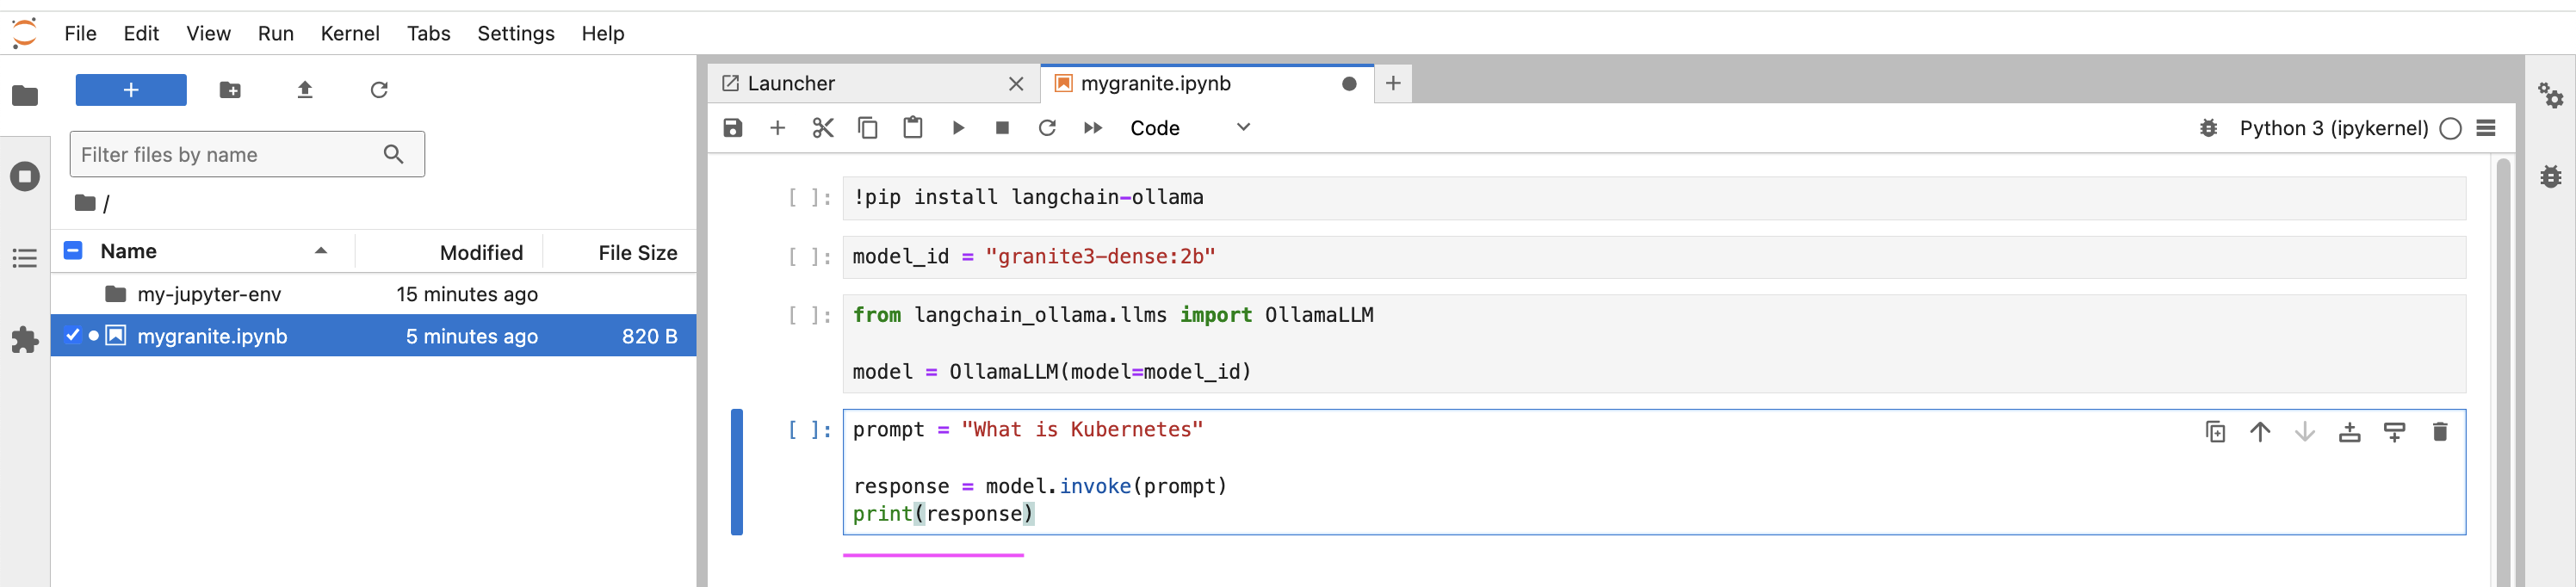 File Edit View Run Kernel Tabs Settings Help
Filter files by name
/
Name Modified File Size
my-jupyter-env 15 minutes ago
mygranite.ipynb 5 minutes ago 820 B
Launcher mygranite.ipynb
Code Python 3 (ipykernel)
[ ]: !pip install langchain-ollama
[ ]: model_id = "granite3-dense:2b"
[ ]: from langchain_ollama.llms import OllamaLLM
model = OllamaLLM(model=model_id)
[ ]: prompt = "What is Kubernetes"
response = model.invoke(prompt)
print(response)